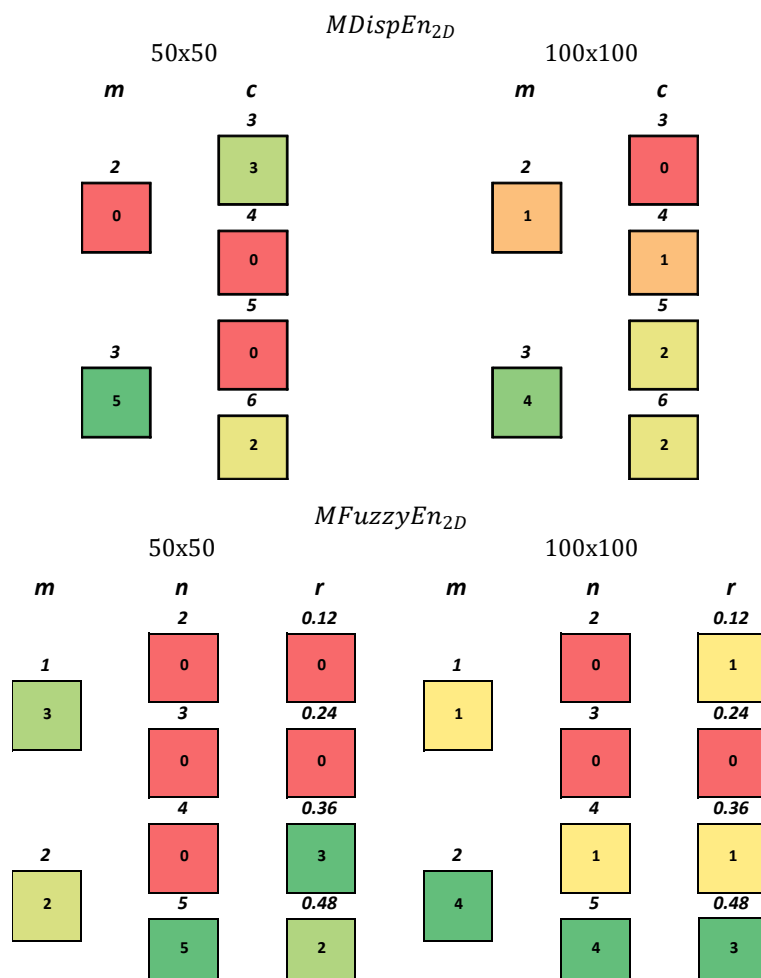 MDispEn2D
50x50 100x100
m c m c
3 3
3 0
2 2
0 1
4 4
0 1
5 5
0 2
3 3
5 4
6 6
2 2
MFuzzyEn2D
50x50 100x100
m n r m n r
2 0.12 2 0.12
0 0 0 1
1 1
3 1
3 0.24 3 0.24
0 0 0 0
4 0.36 4 0.36
0 3 1 1
2 2
2 4
5 0.48 5 0.48
5 2 4 3